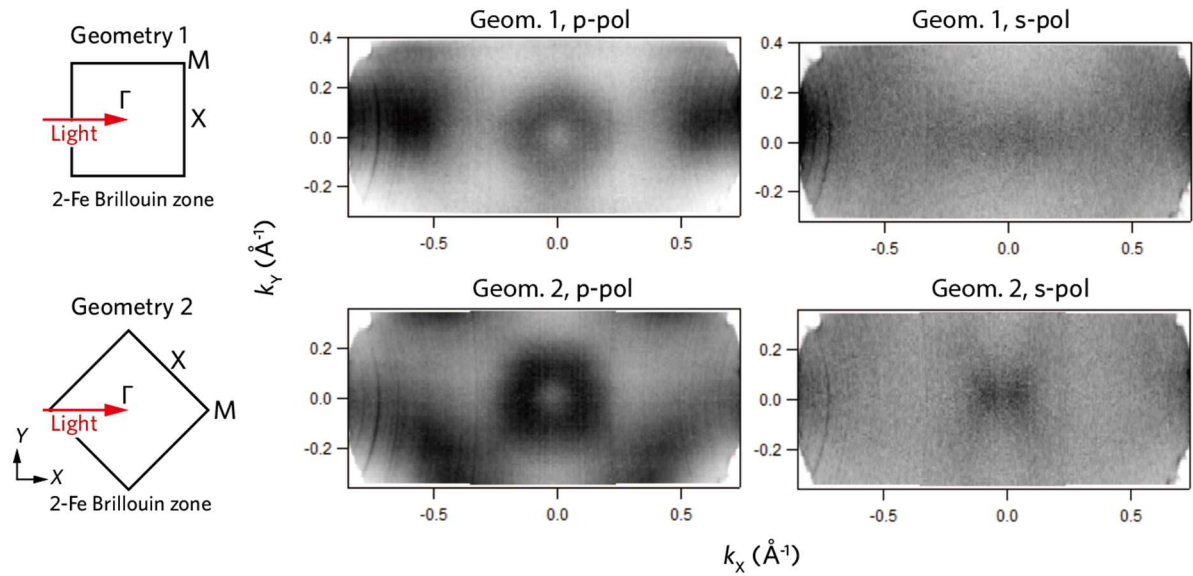 Geometry 1
M
Γ
X
Light
2-Fe Brillouin zone
Geometry 2
X
Γ
M
Light
Y
X
2-Fe Brillouin zone
Geom. 1, p-pol
0.4
0.2
0.0
-0.2
-0.5
0.0
0.5
Geom. 1, s-pol
0.4
0.2
0.0
-0.2
-0.5
0.0
0.5
Geom. 2, p-pol
0.2
0.0
-0.2
-0.5
0.0
0.5
Geom. 2, s-pol
0.2
0.0
-0.2
-0.5
0.0
0.5
kY (Å-1)
kX (Å-1)